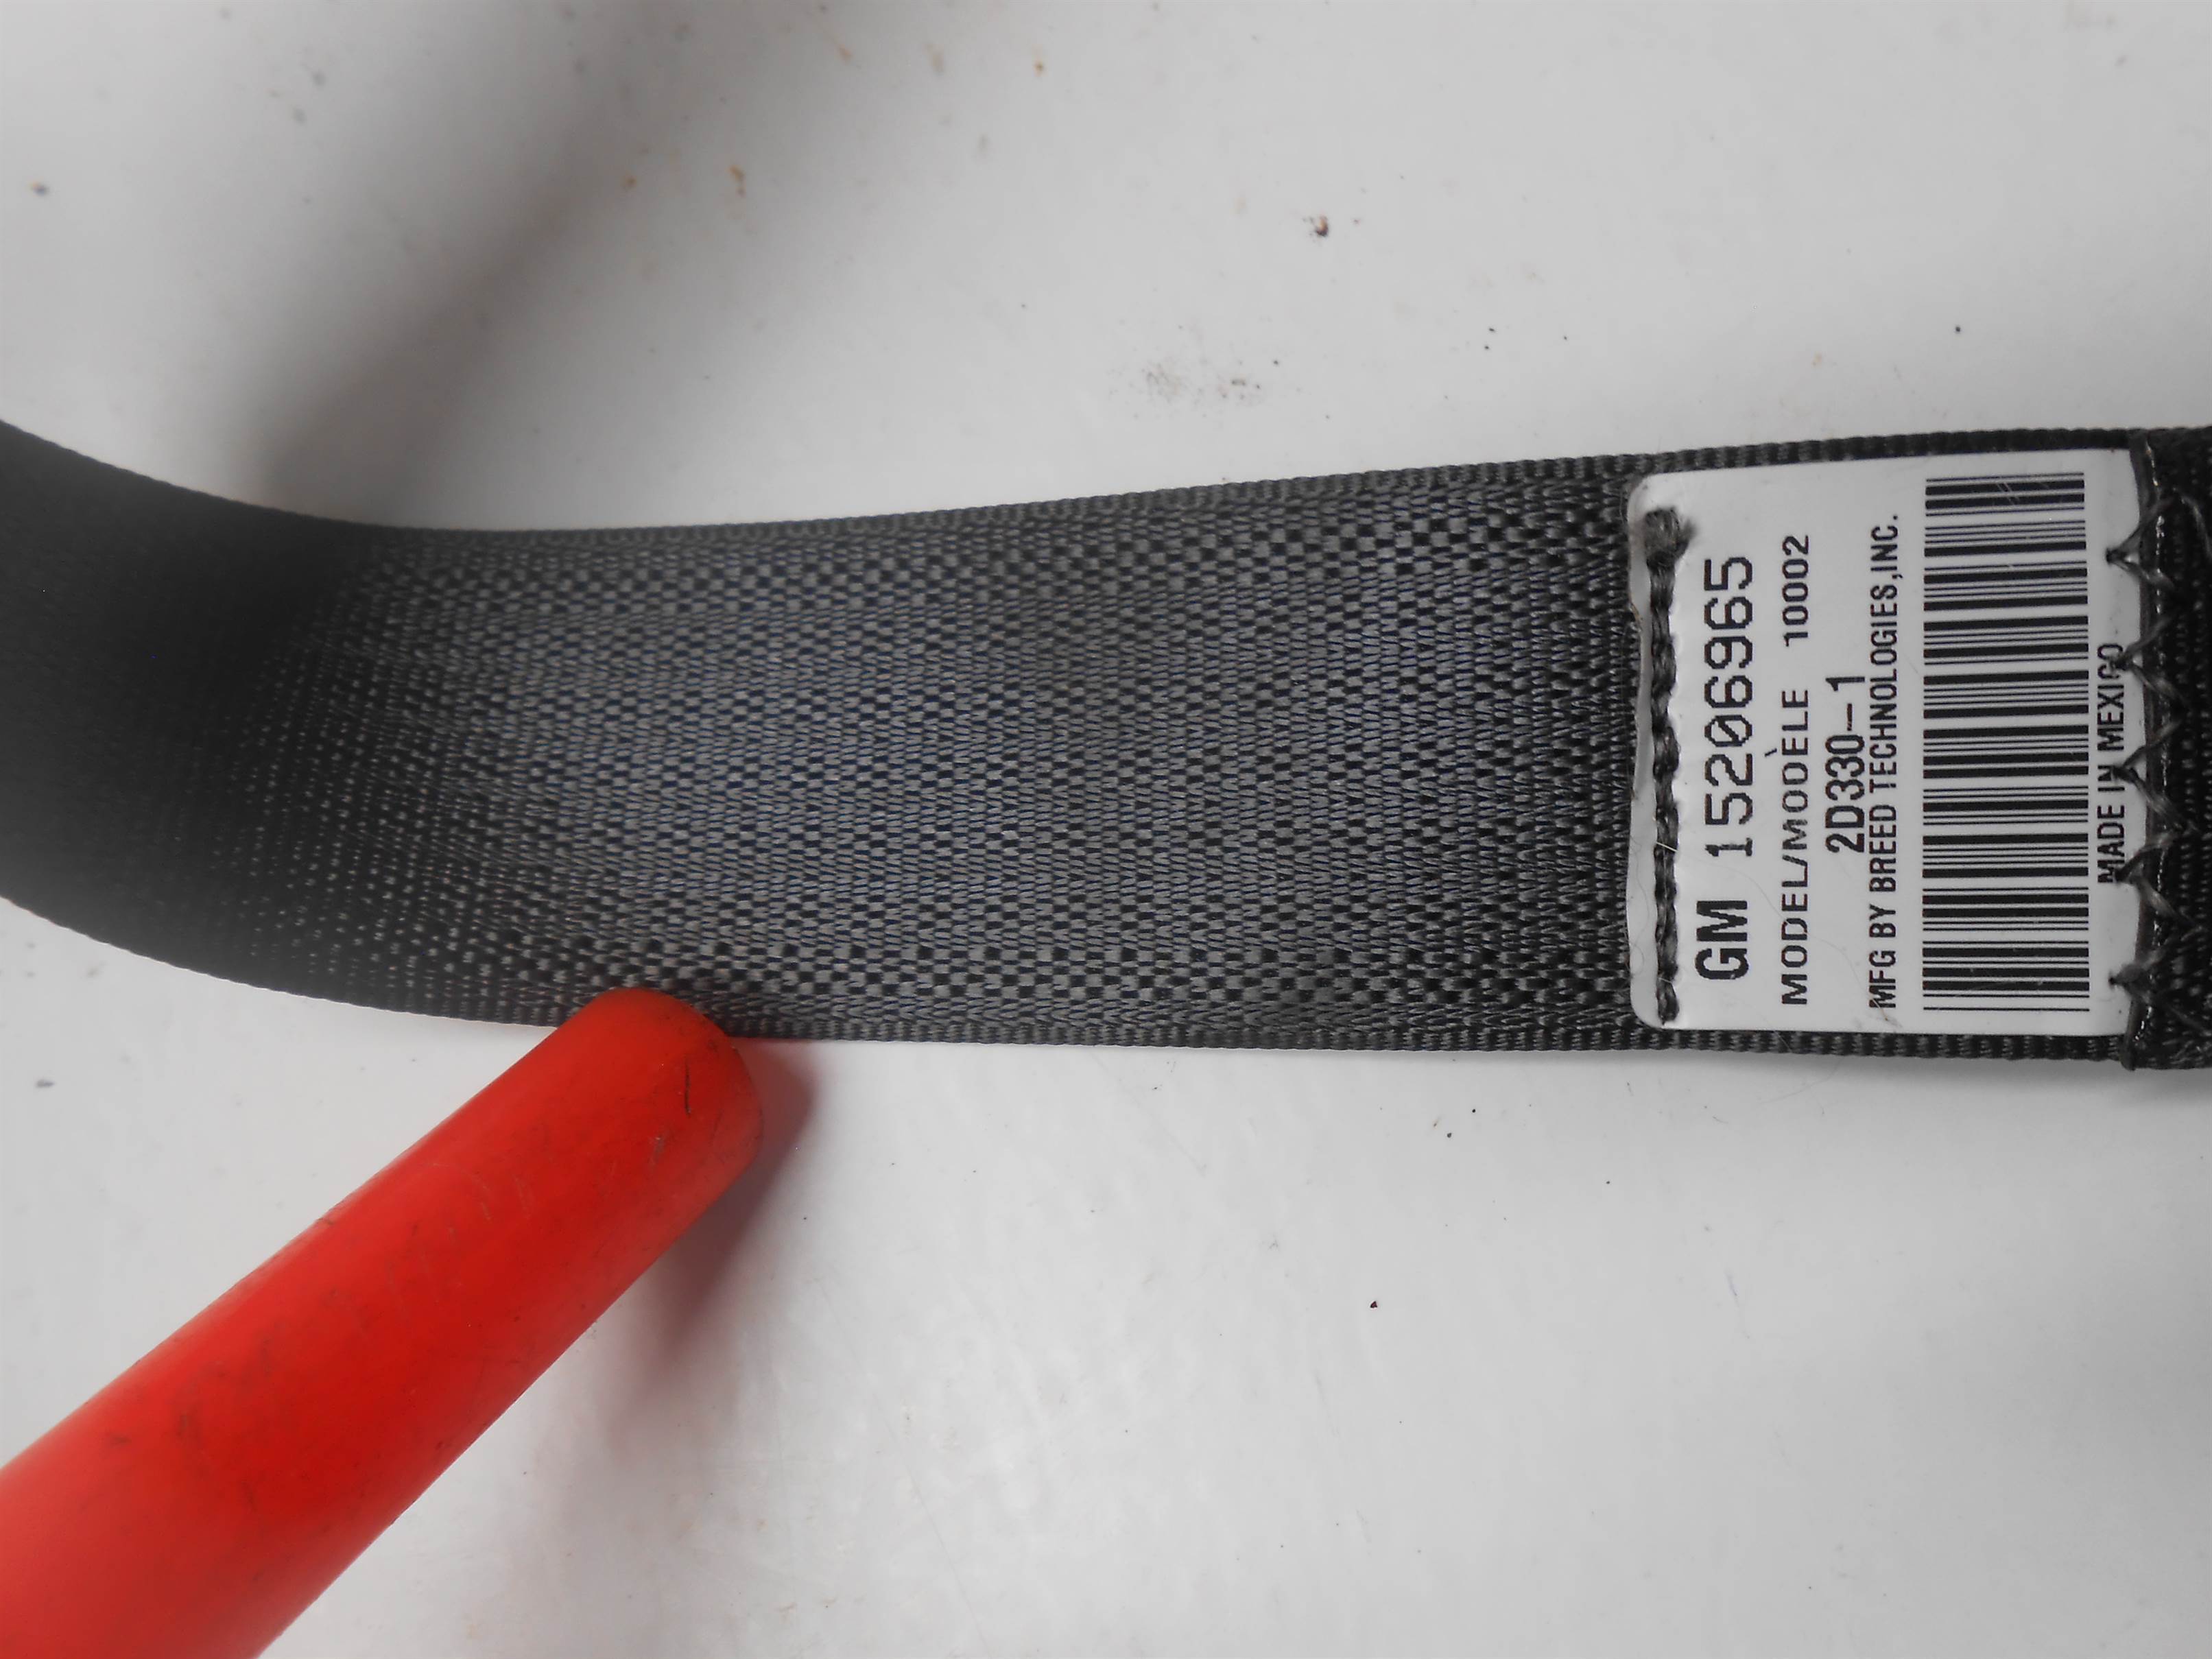 GM 15206965
MODEL/MODÈLE 10002
2D330-1
MFG BY BREED TECHNOLOGIES,INC.
MADE IN MEXICO